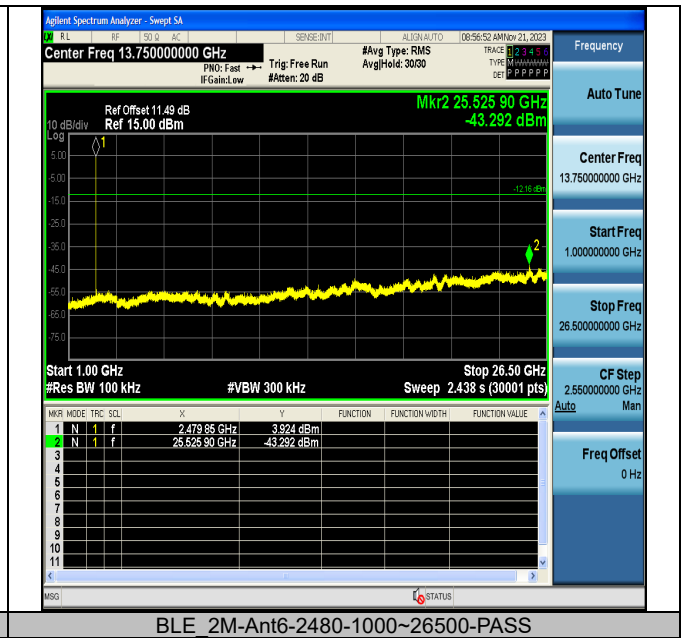 Agilent Spectrum Analyzer - Swept SA
RL RF 50 Ω AC SENSE:INT ALIGN AUTO 08:56:52 AM Nov 21, 2023
Center Freq 13.750000000 GHz #Avg Type: RMS TRACE 1 2 3 4 5 6
PNO: Fast Trig: Free Run Avg|Hold: 30/30 TYPE M
IFGain:Low #Atten: 20 dB DET P P P P P P
Frequency
Auto Tune
Mkr2 25.525 90 GHz
-43.292 dBm
Ref Offset 11.49 dB
10 dB/div Ref 15.00 dBm
Log
5.00
-5.00
-15.0
-25.0
-35.0
-45.0
-55.0
-65.0
-75.0
1
-12.16 dBm
2
Start 1.00 GHz Stop 26.50 GHz
#Res BW 100 kHz #VBW 300 kHz Sweep 2.438 s (30001 pts)
MKR MODE TRC SCL X Y FUNCTION FUNCTION WIDTH FUNCTION VALUE
1 N 1 f 2.479 85 GHz 3.924 dBm
2 N 1 f 25.525 90 GHz -43.292 dBm
3
4
5
6
7
8
9
10
11
Center Freq
13.750000000 GHz
Start Freq
1.000000000 GHz
Stop Freq
26.500000000 GHz
CF Step
2.550000000 GHz
Auto Man
Freq Offset
0 Hz
MSG STATUS
BLE_2M-Ant6-2480-1000~26500-PASS